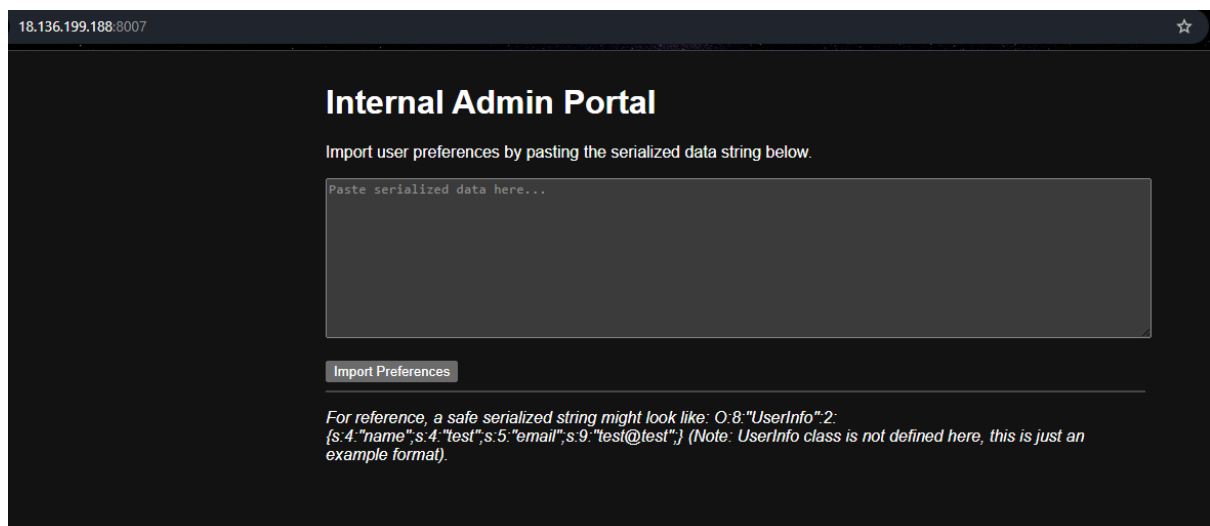 18.136.199.188:8007
Internal Admin Portal
Import user preferences by pasting the serialized data string below.
Paste serialized data here...
Import Preferences
For reference, a safe serialized string might look like: O:8:"UserInfo":2:
{s:4:"name";s:4:"test";s:5:"email";s:9:"test@test";} (Note: UserInfo class is not defined here, this is just an
example format).